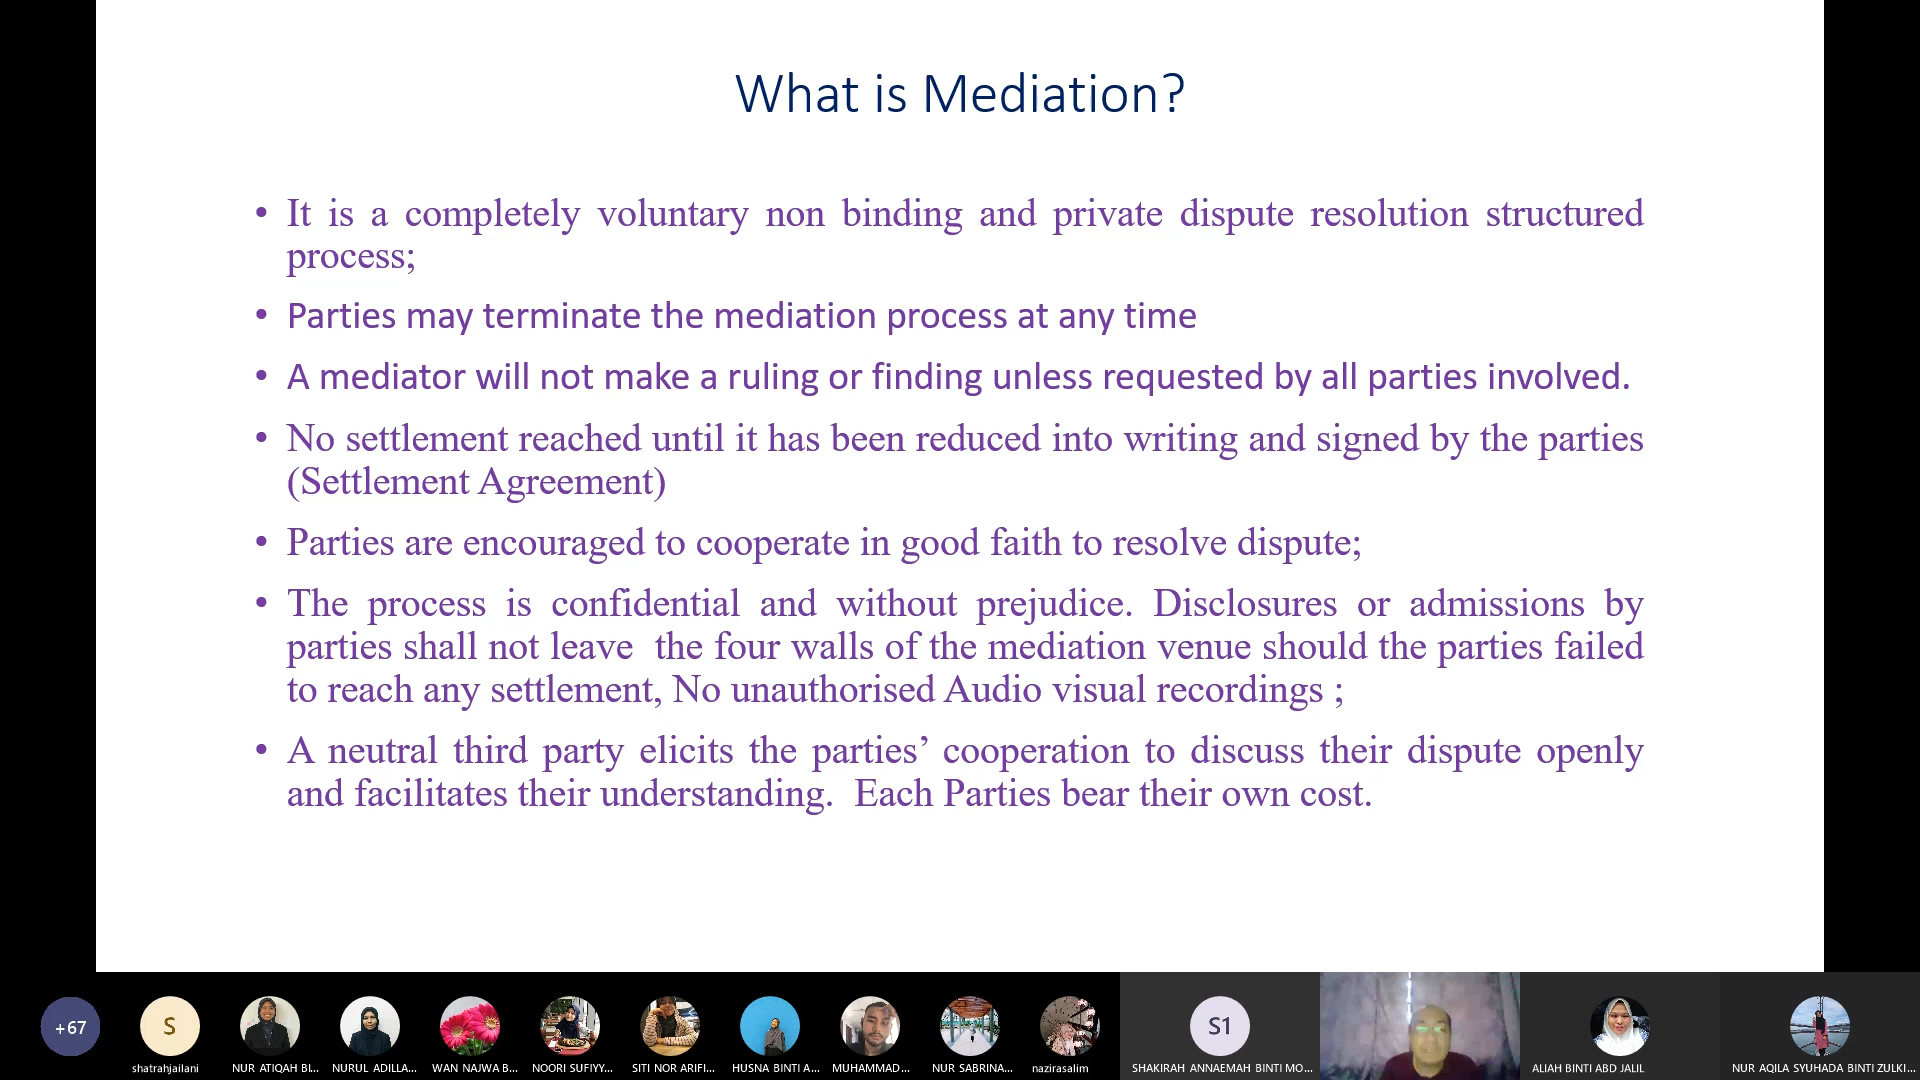 What is Mediation?
• It is a completely voluntary non binding and private dispute resolution structured
process;
• Parties may terminate the mediation process at any time
• A mediator will not make a ruling or finding unless requested by all parties involved.
• No settlement reached until it has been reduced into writing and signed by the parties
(Settlement Agreement)
• Parties are encouraged to cooperate in good faith to resolve dispute;
• The process is confidential and without prejudice. Disclosures or admissions by
parties shall not leave  the four walls of the mediation venue should the parties failed
to reach any settlement, No unauthorised Audio visual recordings ;
• A neutral third party elicits the parties’ cooperation to discuss their dispute openly
and facilitates their understanding.  Each Parties bear their own cost.
+67
S
S1
shatrahjailani
NUR ATIQAH BI...
NURUL ADILLA...
WAN NAJWA B...
NOORI SUFIYY...
SITI NOR ARIFI...
HUSNA BINTI A...
MUHAMMAD...
NUR SABRINA...
nazirasalim
SHAKIRAH ANNAEMAH BINTI MO...
ALIAH BINTI ABD JALIL
NUR AQILA SYUHADA BINTI ZULKI...